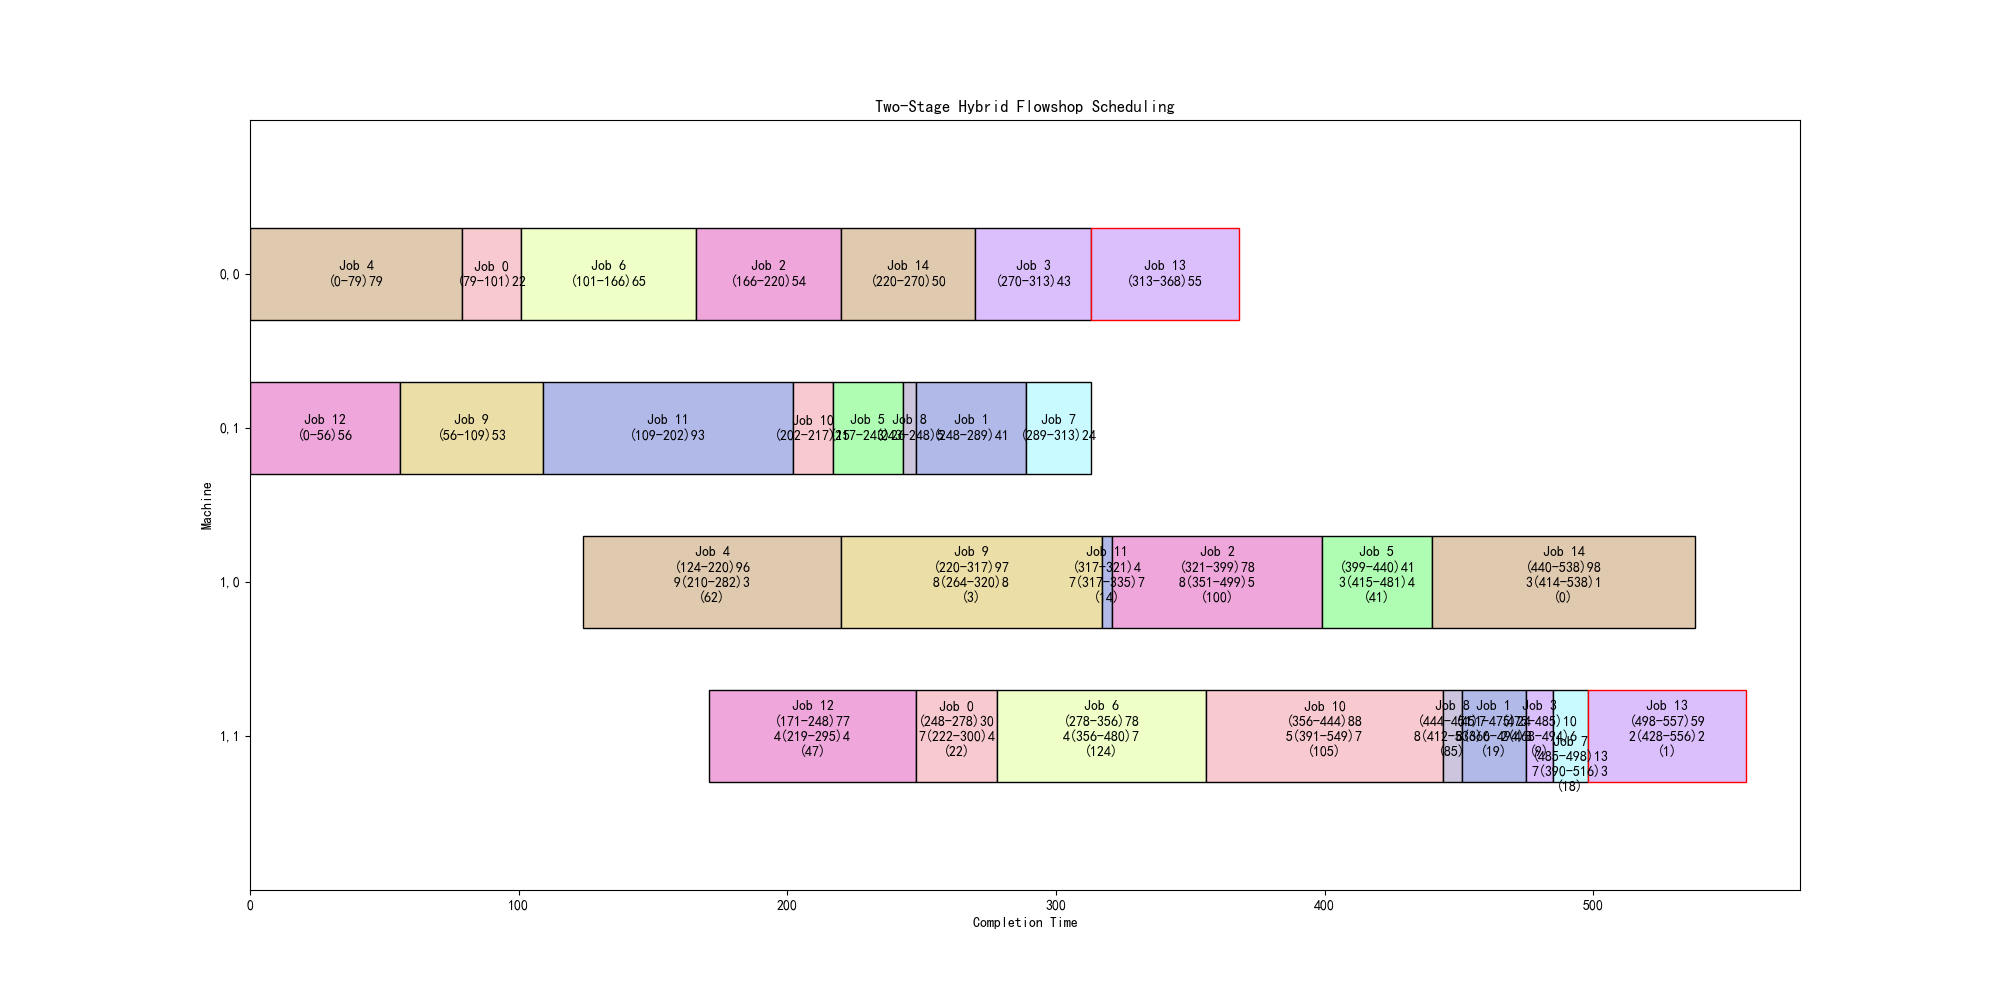 Two-Stage Hybrid Flowshop Scheduling
0,0
Job 4
(0-79)79
Job 0
(79-101)22
Job 6
(101-166)65
Job 2
(166-220)54
Job 14
(220-270)50
Job 3
(270-313)43
Job 13
(313-368)55
0,1
Job 12
(0-56)56
Job 9
(56-109)53
Job 11
(109-202)93
Job 10
(202-217)15
Job 5
(217-243)26
Job 8
(243-248)5
Job 1
(248-289)41
Job 7
(289-313)24
Machine
1,0
Job 4
(124-220)96
9(210-282)3
(62)
Job 9
(220-317)97
8(264-320)8
(3)
Job 11
(317-321)4
7(317-335)7
(14)
Job 2
(321-399)78
8(351-499)5
(100)
Job 5
(399-440)41
3(415-481)4
(41)
Job 14
(440-538)98
3(414-538)1
(0)
1,1
Job 12
(171-248)77
4(219-295)4
(47)
Job 0
(248-278)30
7(222-300)4
(22)
Job 6
(278-356)78
4(356-480)7
(124)
Job 10
(356-444)88
5(391-549)7
(105)
Job 8
(444-451)7
(85)
Job 1
(451-475)24
(19)
Job 3
(475-485)10
Job 7
(485-498)13
7(390-516)3
(18)
Job 13
(498-557)59
2(428-556)2
(1)
0
100
200
300
400
500
Completion Time